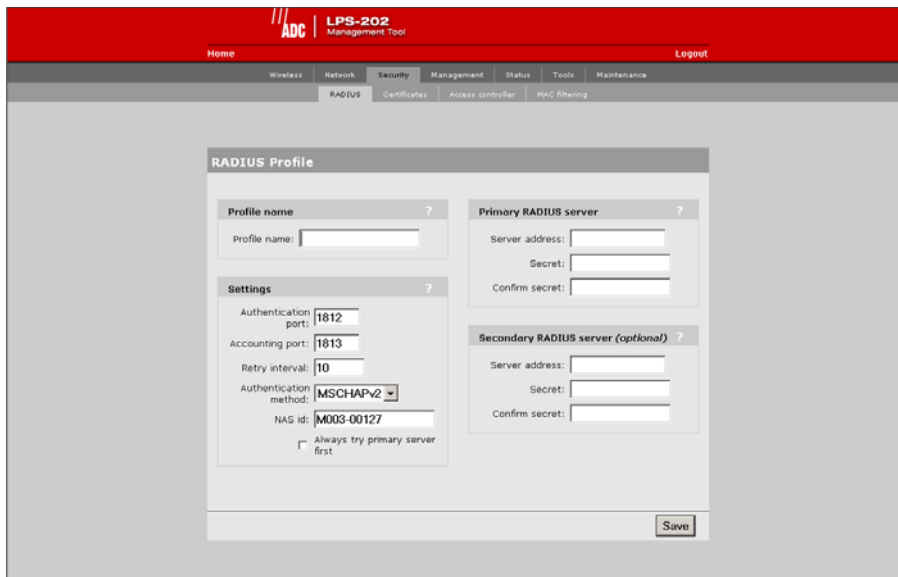 ADC LPS-202
Management Tool
Home Logout
Wireless Network Security Management Status Tools Maintenance
RADIUS Certificates Access controller MAC filtering
RADIUS Profile
Profile name ?
Profile name:
Settings ?
Authentication
port: 1812
Accounting port: 1813
Retry interval: 10
Authentication
method: MSCHAPv2
NAS id: M003-00127
Always try primary server
first
Primary RADIUS server ?
Server address:
Secret:
Confirm secret:
Secondary RADIUS server (optional) ?
Server address:
Secret:
Confirm secret:
Save